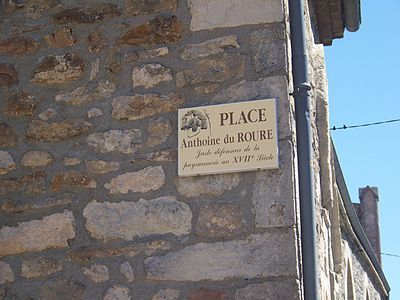 PLACE
Anthoine du ROURE
Juste défenseur de la
paysannerie au XVIIe Siècle